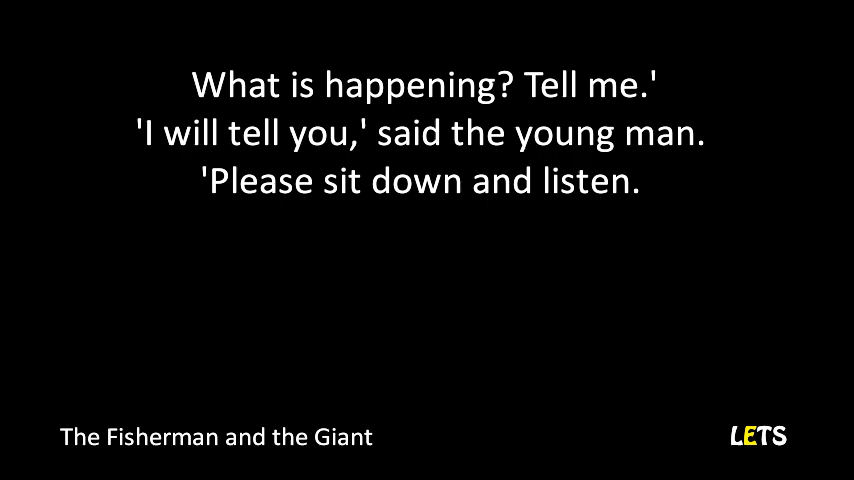 What is happening? Tell me.'
'I will tell you,' said the young man.
'Please sit down and listen.
The Fisherman and the Giant
LETS